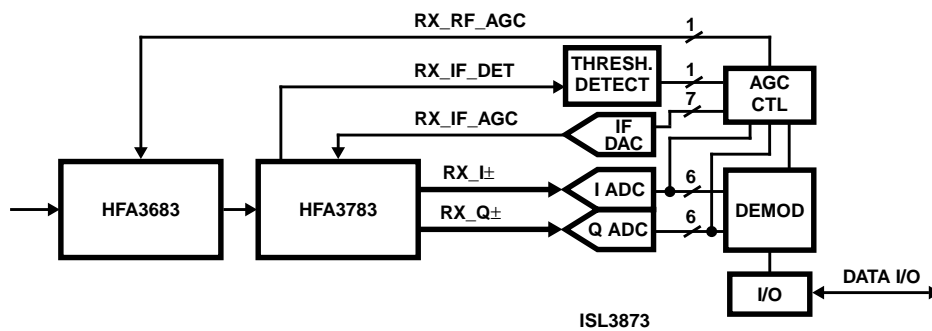 RX_RF_AGC
1
RX_IF_DET
THRESH.
DETECT
1
AGC
CTL
7
RX_IF_AGC
IF
DAC
HFA3683
HFA3783
RX_I±
I ADC
6
RX_Q±
Q ADC
6
DEMOD
I/O
DATA I/O
ISL3873